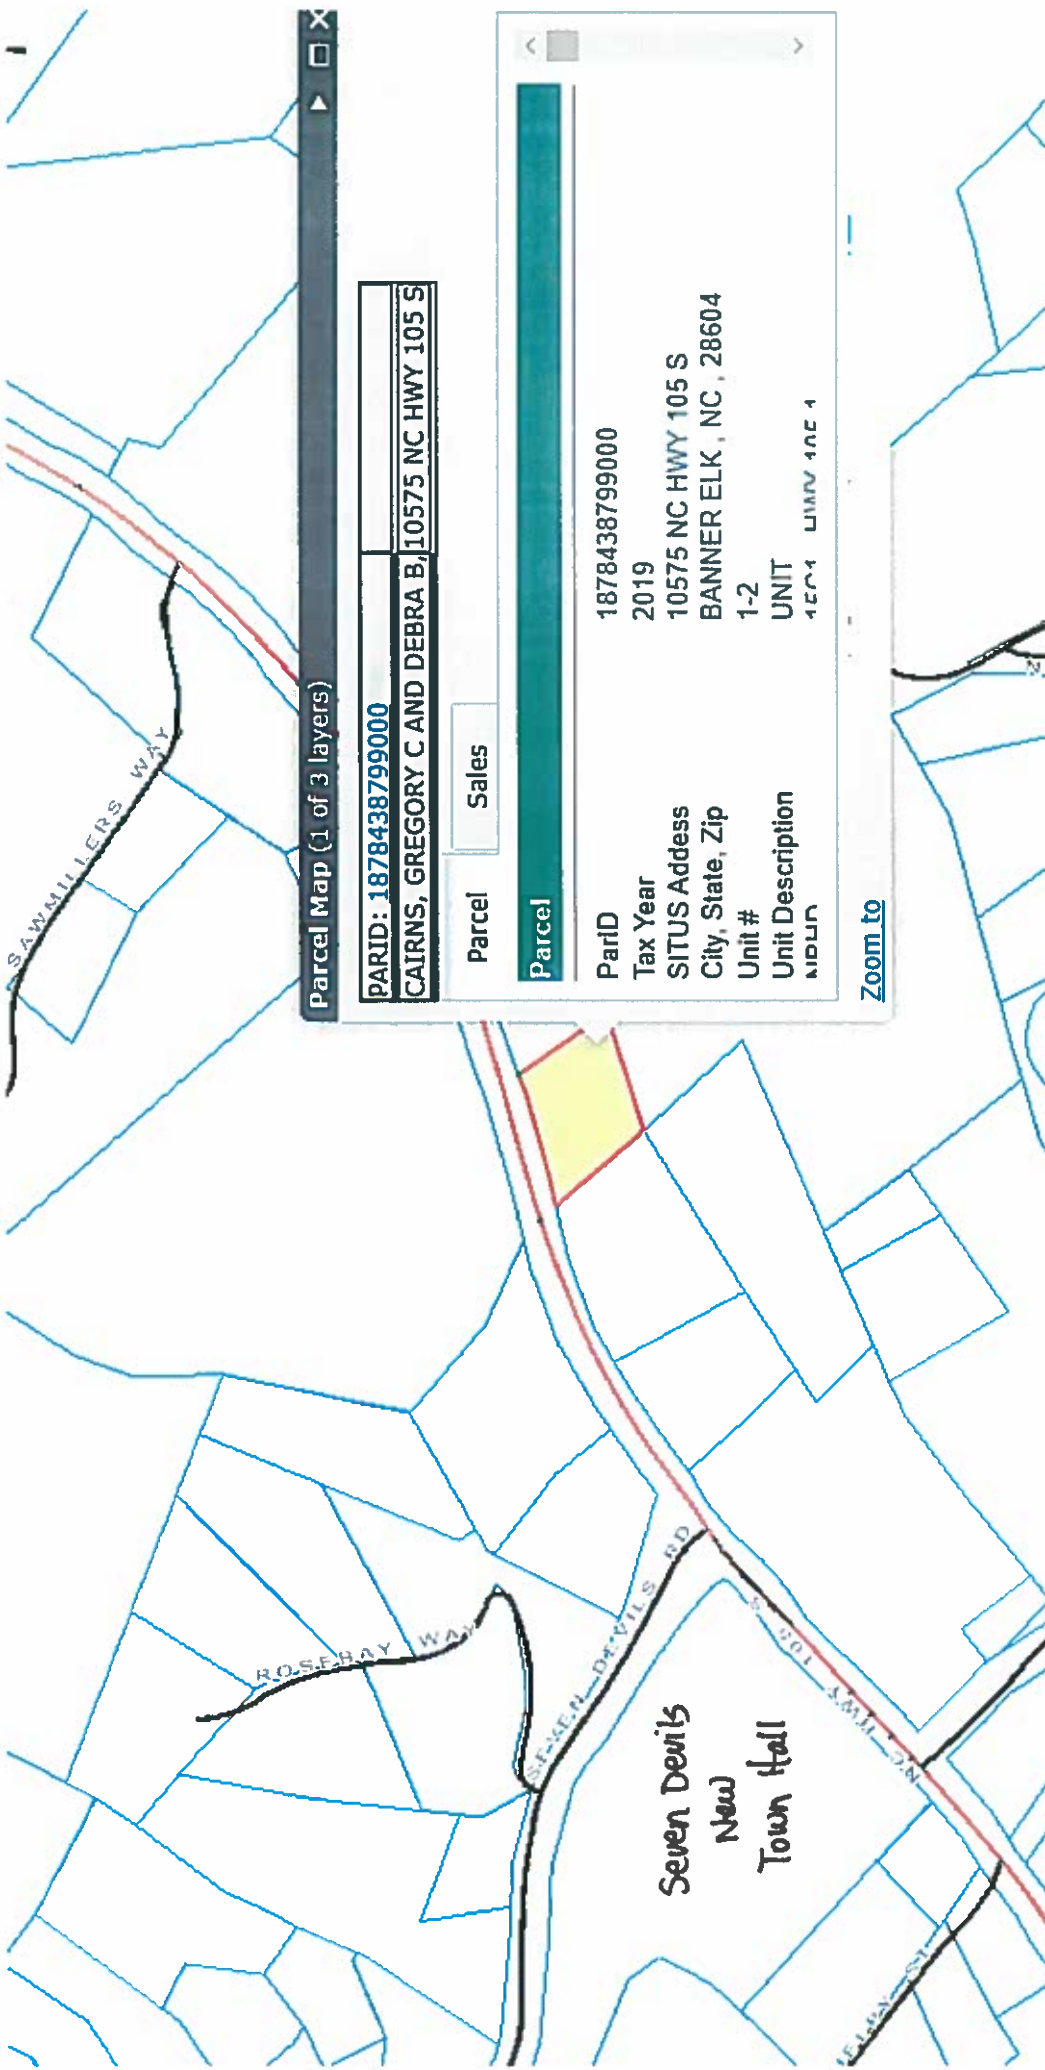 SAWMILLERS WAY
ROSEBAY WAY
SEVEN DEVILS RD
NC HWY 105 S
Seven Devils
New
Town Hall
Parcel Map (1 of 3 layers)
PARID: 1878438799000
CAIRNS, GREGORY C AND DEBRA B, 10575 NC HWY 105 S
Parcel Sales
Parcel
ParID 1878438799000
Tax Year 2019
SITUS Addess 10575 NC HWY 105 S
City, State, Zip BANNER ELK , NC , 28604
Unit # 1-2
Unit Description UNIT
Zoom to